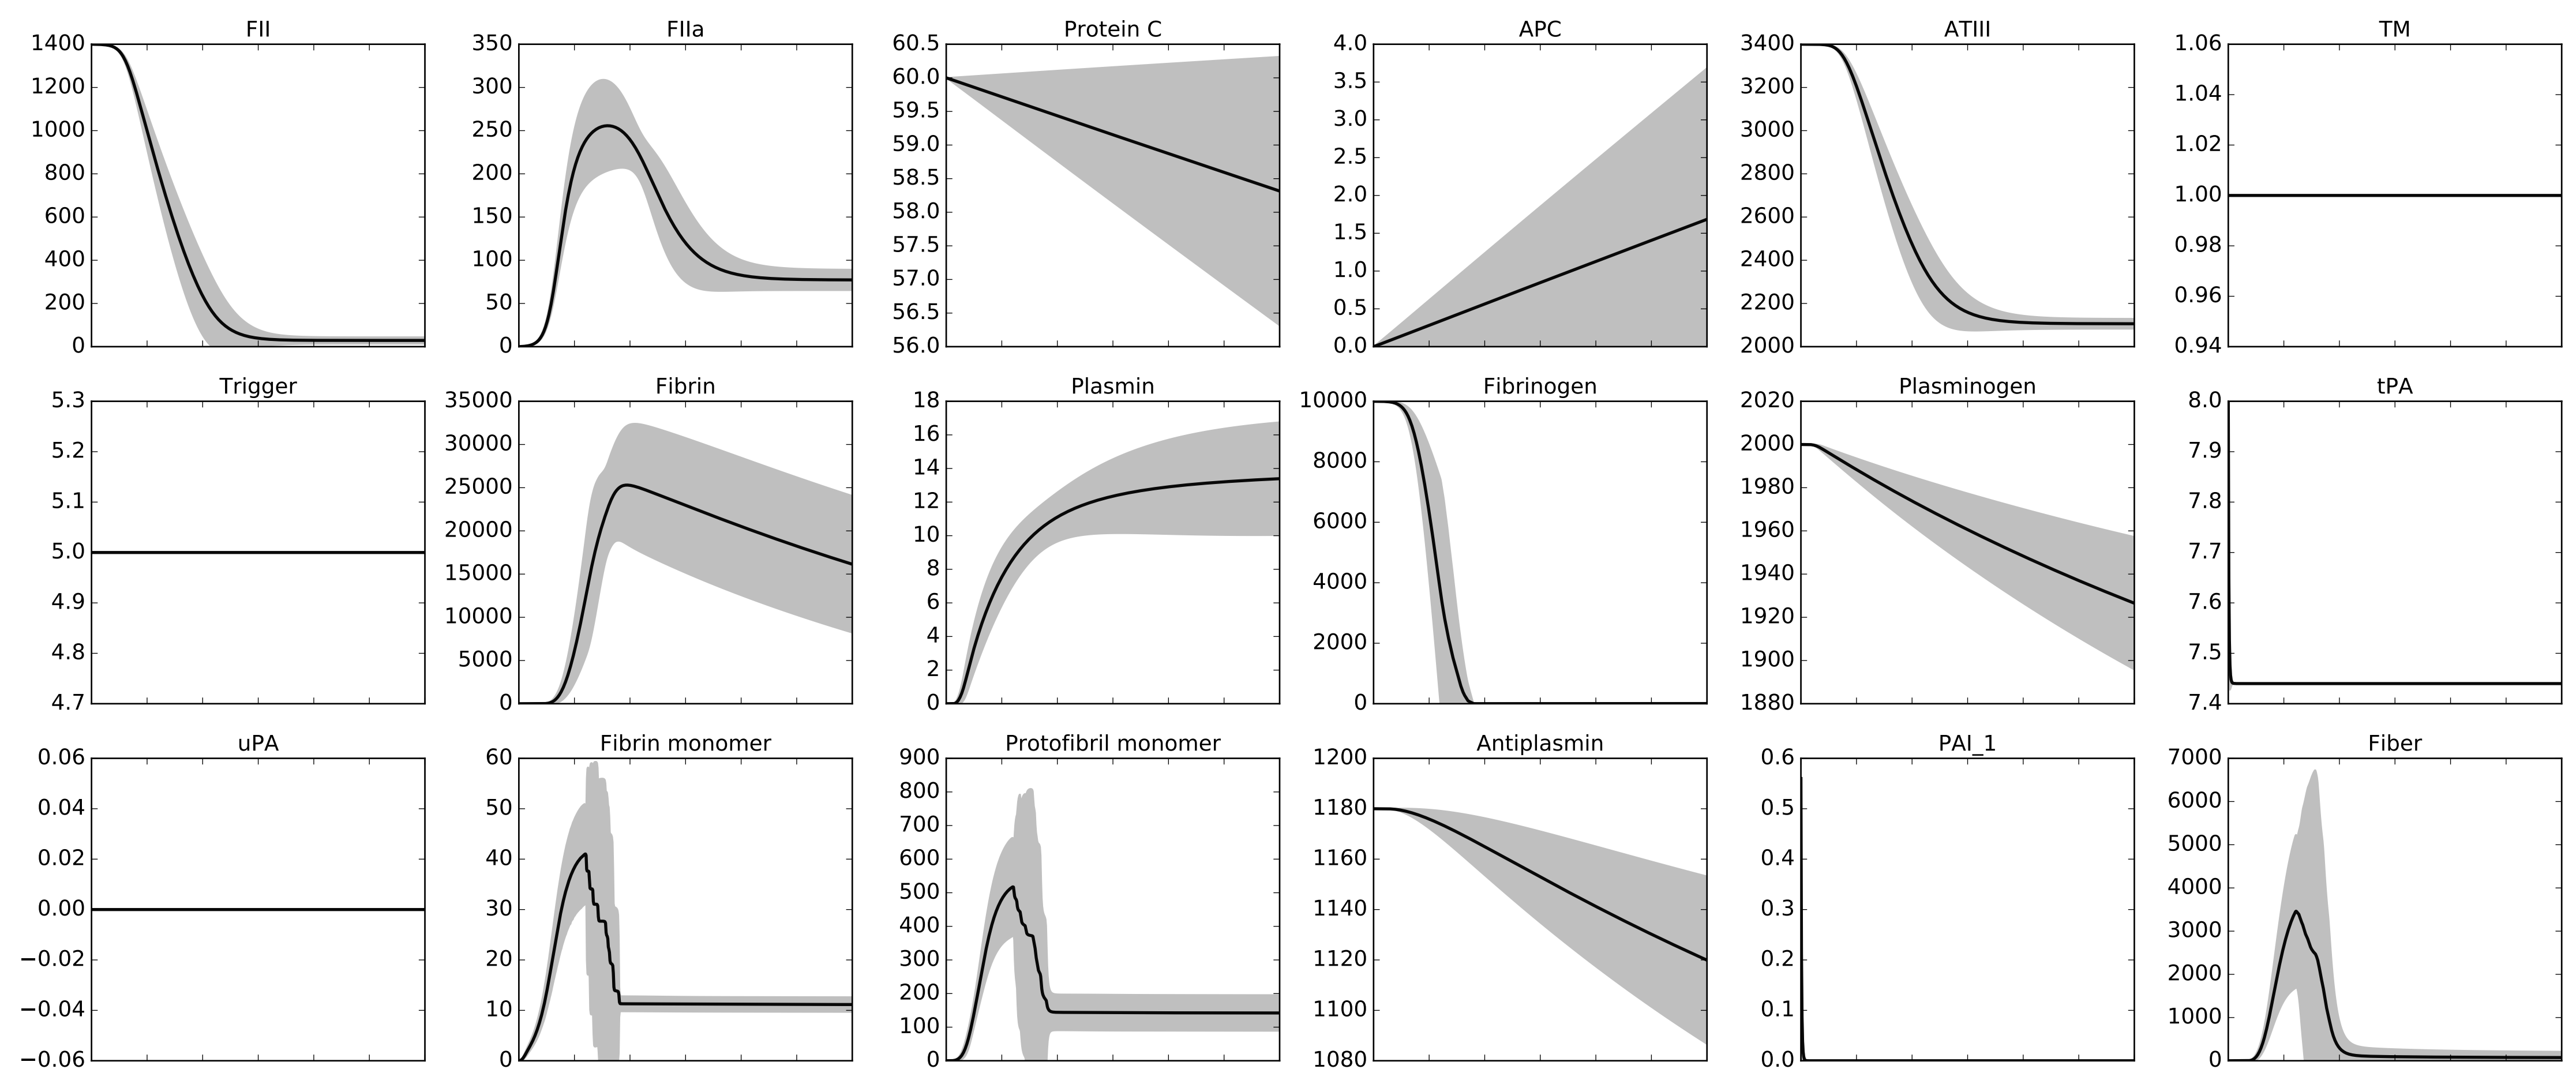 FII FIIa Protein C APC ATIII TM
1400 350 60.5 4.0 3400 1.06
1200 300 60.0 3.5 3200 1.04
1000 250 59.5 3.0 3000 1.02
800 200 59.0 2.5 2800 1.00
600 150 58.5 2.0 2600 0.98
400 100 58.0 1.5 2400 0.96
200 50 57.5 1.0 2200 0.94
0 0 57.0 0.5 2000
56.5 0.0
56.0
Trigger Fibrin Plasmin Fibrinogen Plasminogen tPA
5.3 35000 18 10000 2020 8.0
5.2 30000 16 8000 2000 7.9
5.1 25000 14 6000 1980 7.8
5.0 20000 12 4000 1960 7.7
4.9 15000 10 2000 1940 7.6
4.8 10000 8 0 1920 7.5
4.7 5000 6 1900 7.4
0 4 1880
2
0
uPA Fibrin monomer Protofibril monomer Antiplasmin PAI_1 Fiber
0.06 60 900 1200 0.6 7000
0.04 50 800 1180 0.5 6000
0.02 40 700 1160 0.4 5000
0.00 30 600 1140 0.3 4000
−0.02 20 500 1120 0.2 3000
−0.04 10 400 1100 0.1 2000
−0.06 0 300 1080 0.0 1000
200 0
100
0